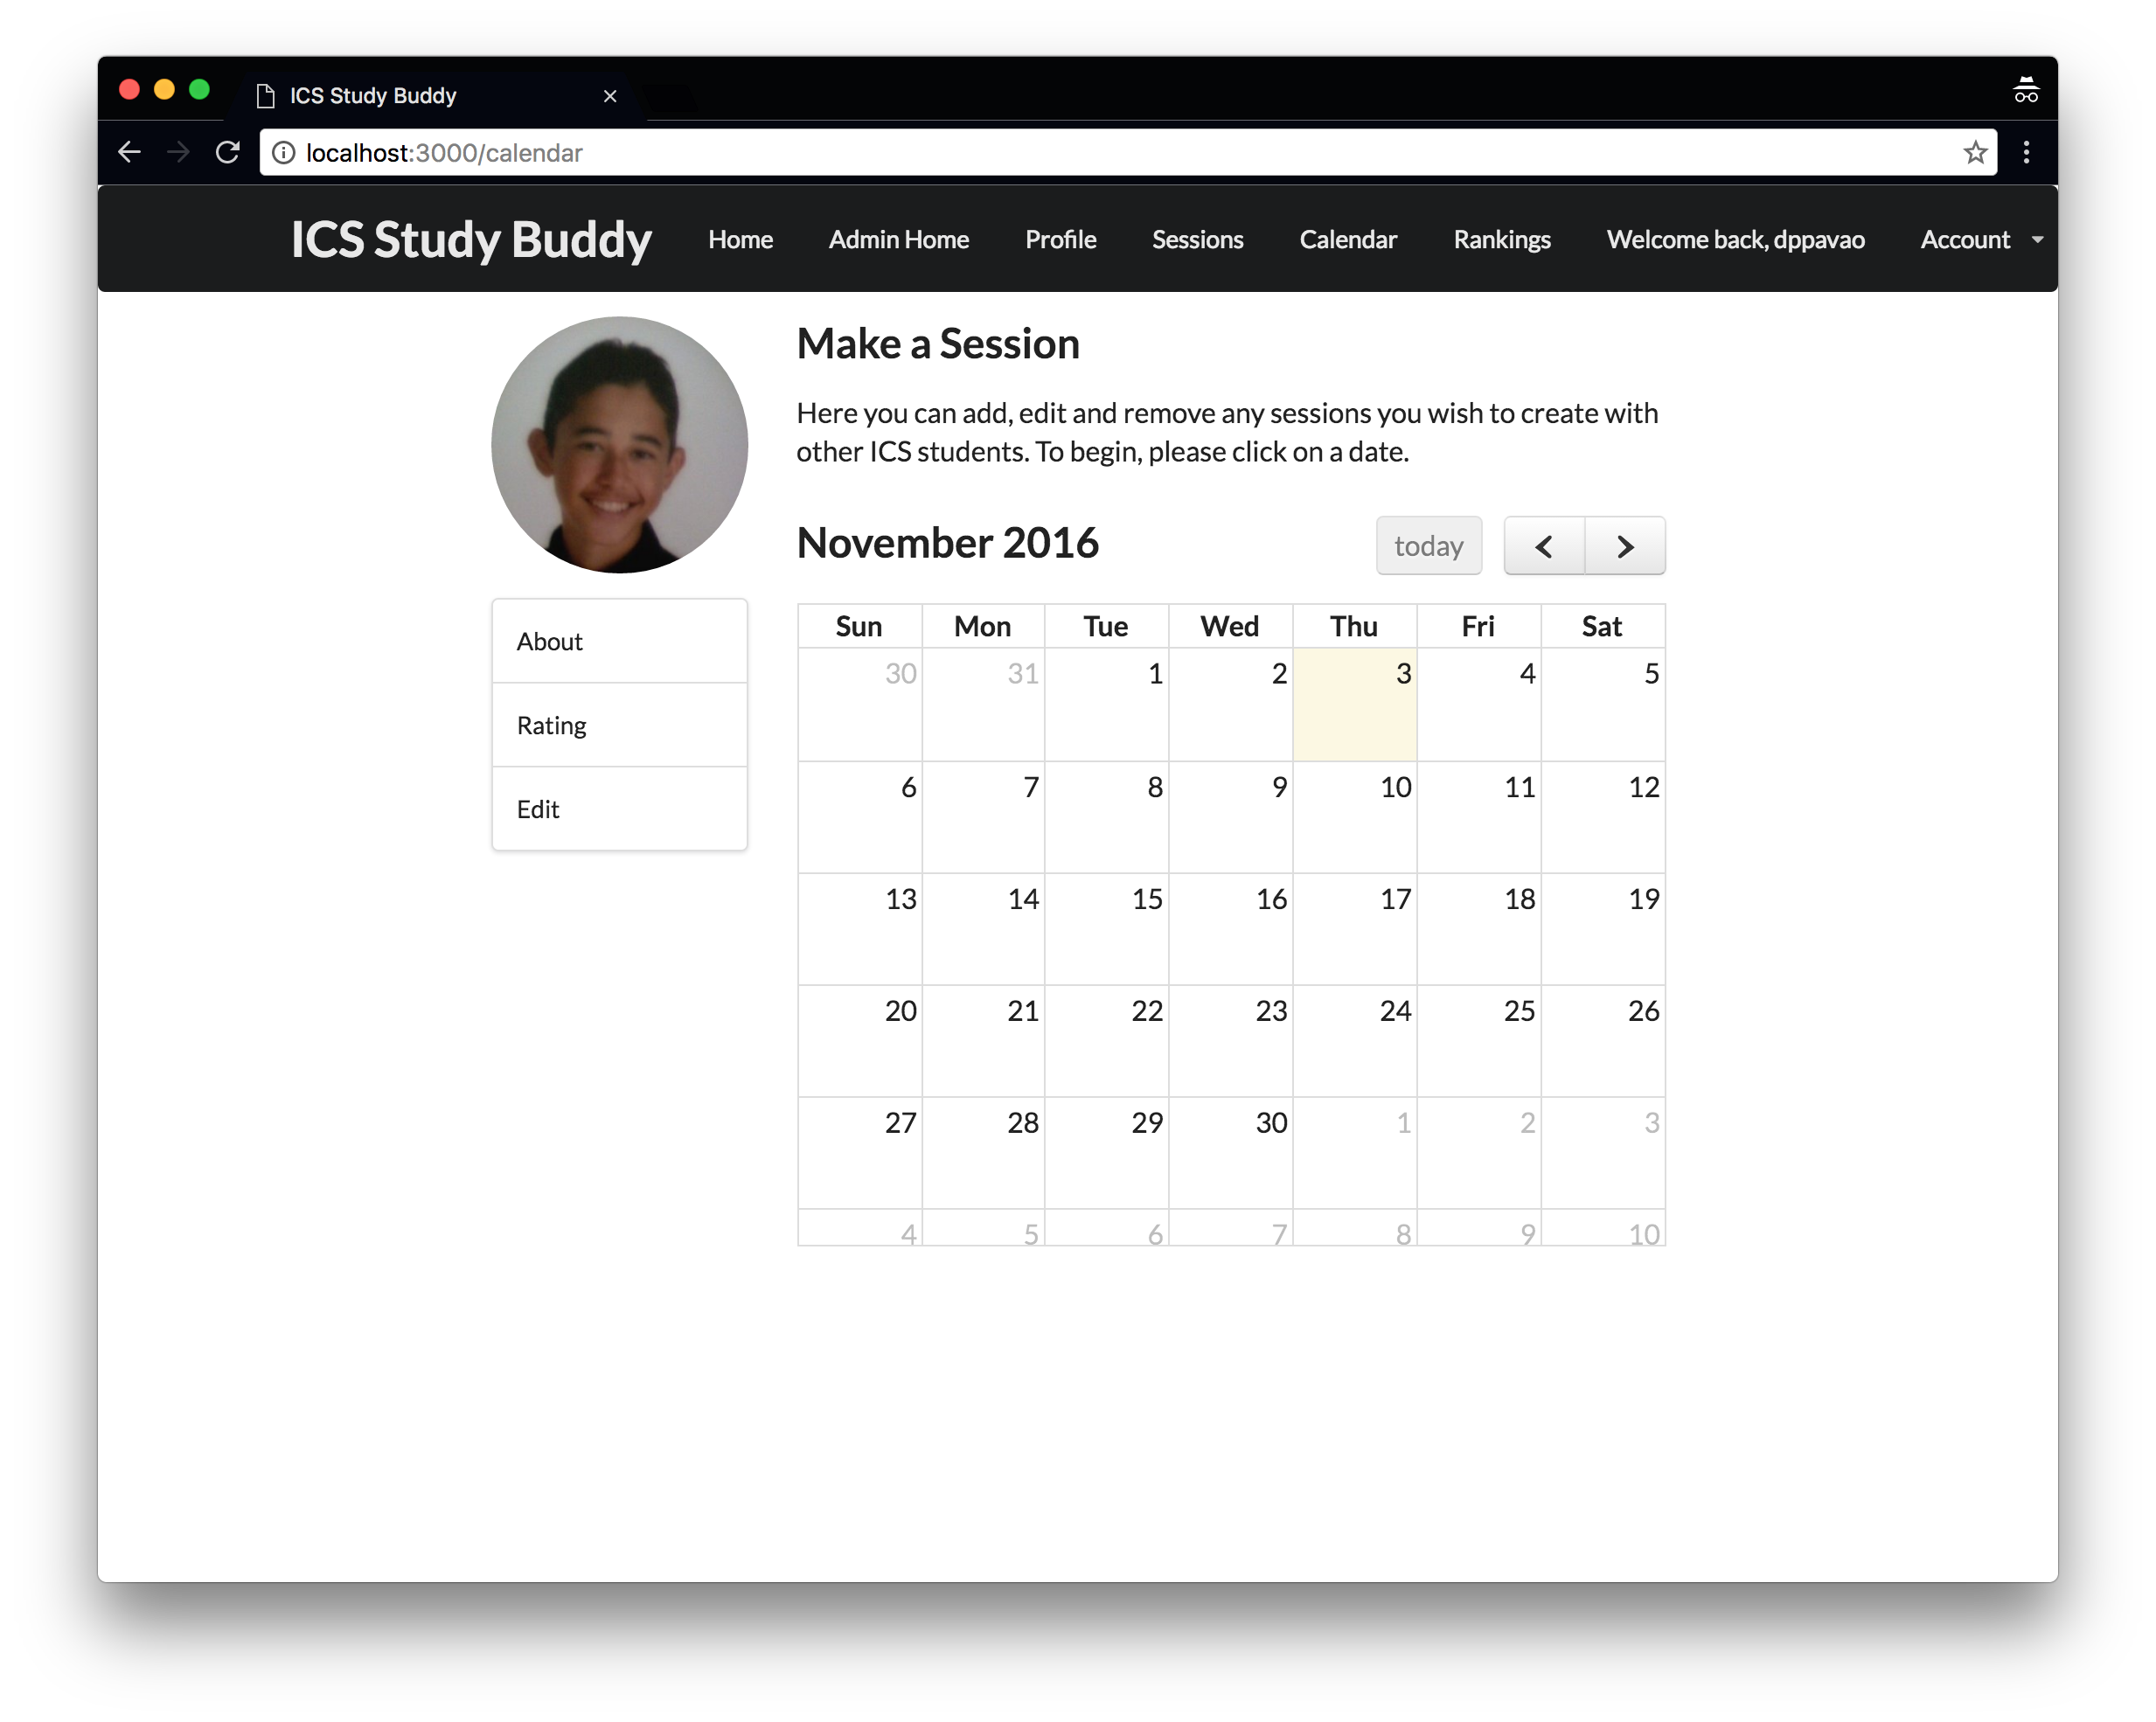 ICS Study Buddy
localhost:3000/calendar
ICS Study Buddy Home Admin Home Profile Sessions Calendar Rankings Welcome back, dppavao Account
Make a Session
Here you can add, edit and remove any sessions you wish to create with
other ICS students. To begin, please click on a date.
About
Rating
Edit
November 2016 today
Sun Mon Tue Wed Thu Fri Sat
30 31 1 2 3 4 5
6 7 8 9 10 11 12
13 14 15 16 17 18 19
20 21 22 23 24 25 26
27 28 29 30 1 2 3
4 5 6 7 8 9 10